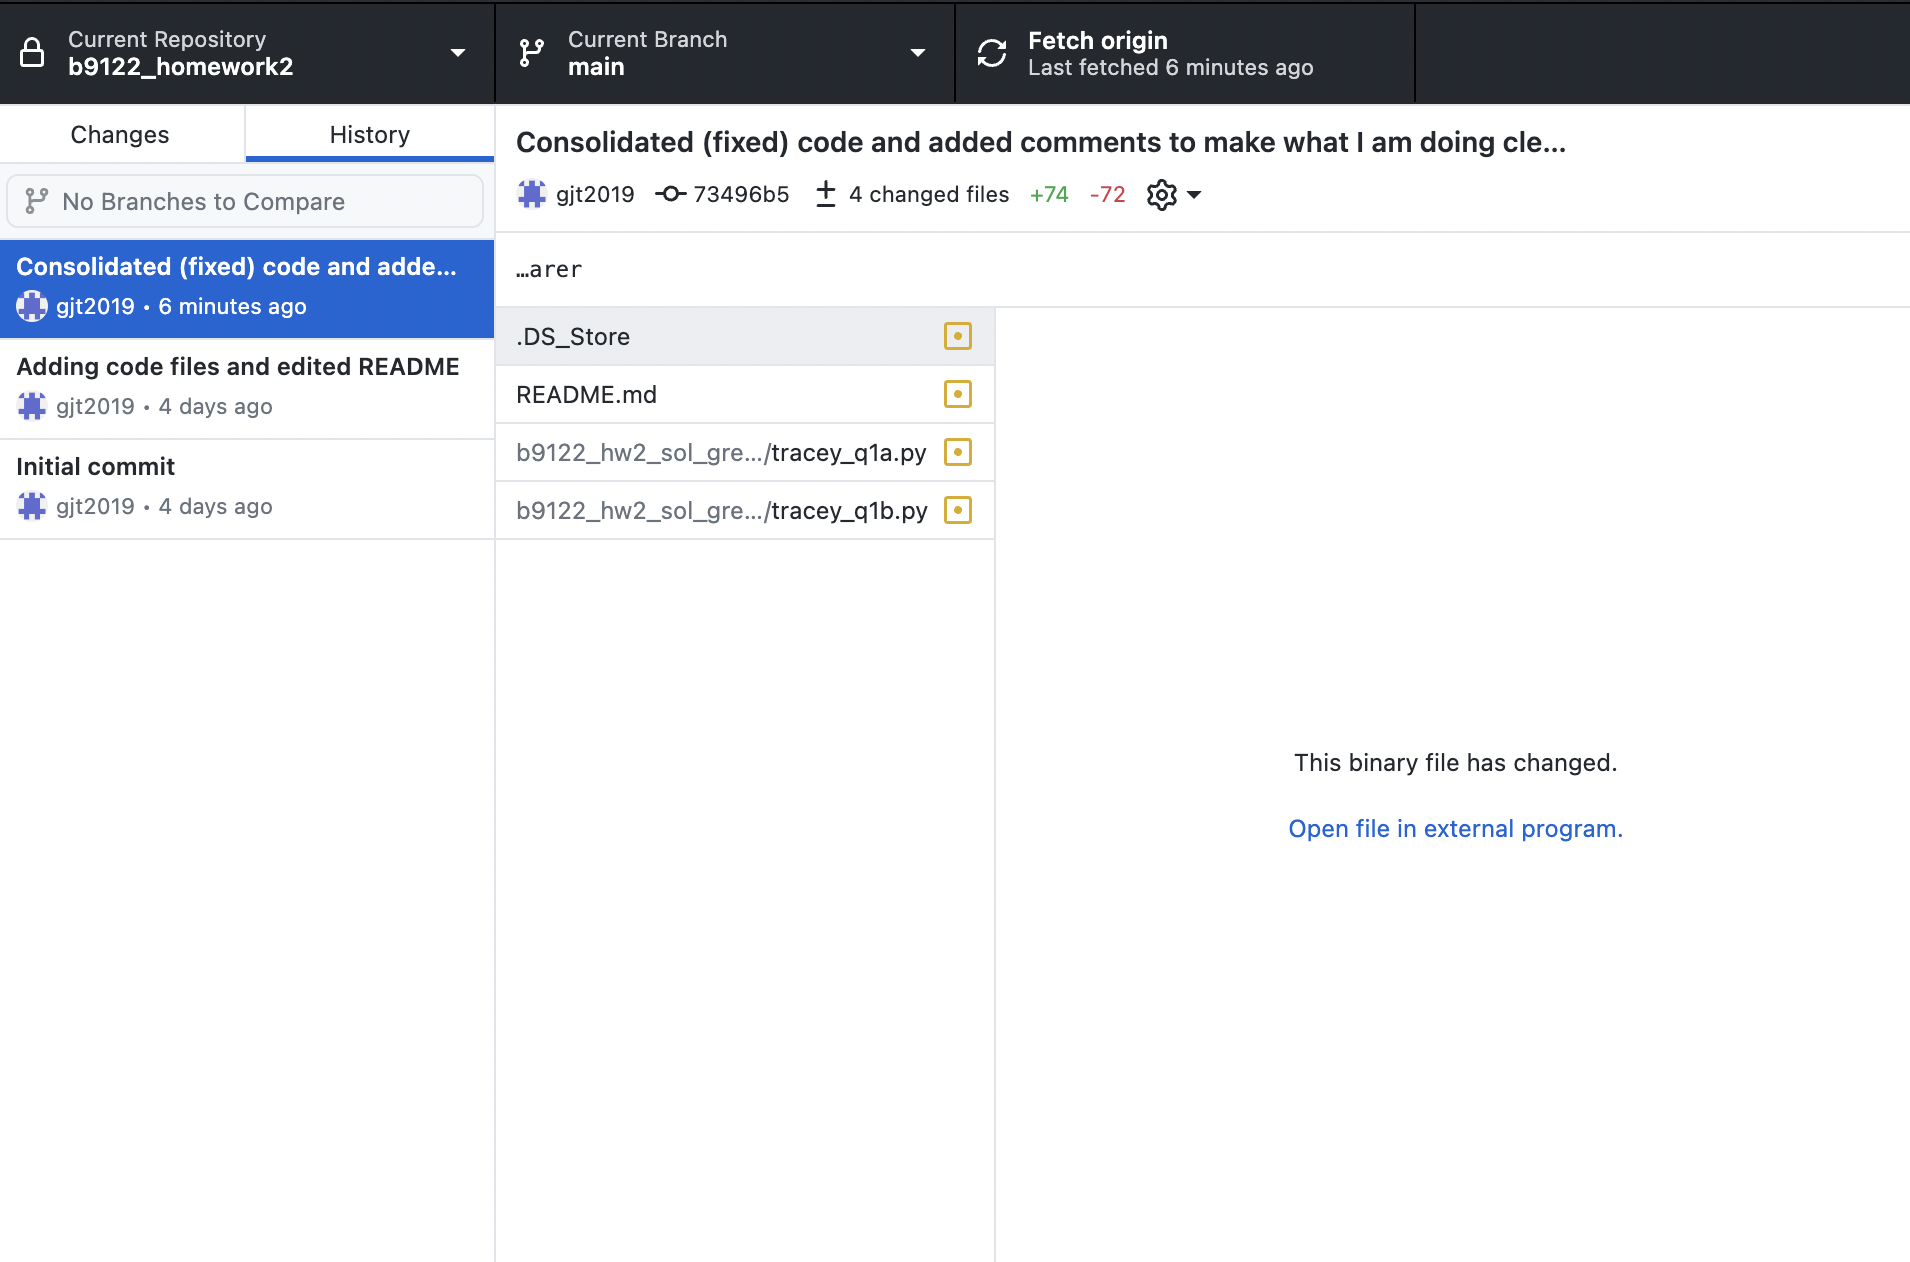 Current Repository
b9122_homework2
Current Branch
main
Fetch origin
Last fetched 6 minutes ago
Changes
History
No Branches to Compare
Consolidated (fixed) code and adde...
gjt2019 • 6 minutes ago
Adding code files and edited README
gjt2019 • 4 days ago
Initial commit
gjt2019 • 4 days ago
Consolidated (fixed) code and added comments to make what I am doing cle...
gjt2019 73496b5 4 changed files +74 -72
…arer
.DS_Store
README.md
b9122_hw2_sol_gre.../tracey_q1a.py
b9122_hw2_sol_gre.../tracey_q1b.py
This binary file has changed.
Open file in external program.